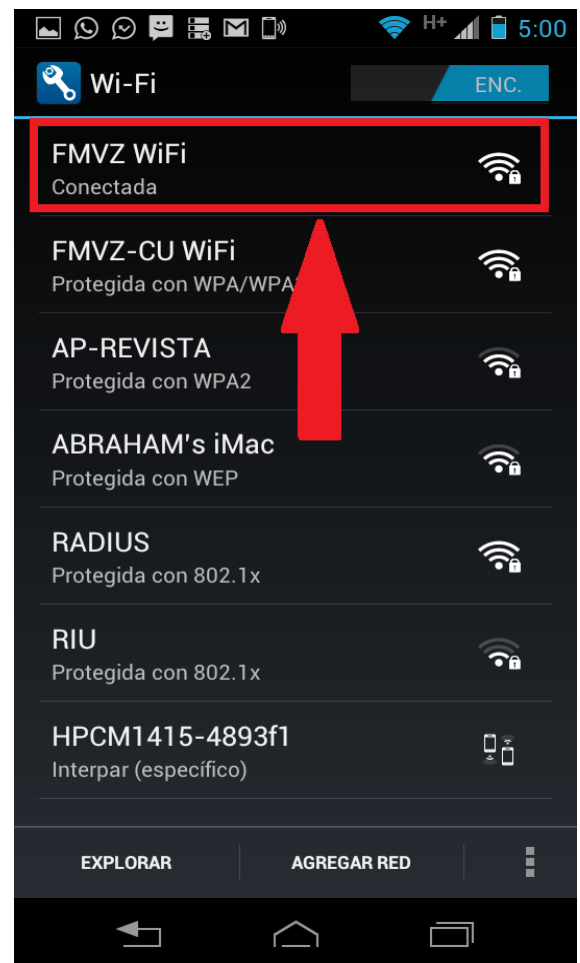 H+ 5:00
Wi-Fi ENC.
FMVZ WiFi
Conectada
FMVZ-CU WiFi
Protegida con WPA/WPA
AP-REVISTA
Protegida con WPA2
ABRAHAM's iMac
Protegida con WEP
RADIUS
Protegida con 802.1x
RIU
Protegida con 802.1x
HPCM1415-4893f1
Interpar (específico)
EXPLORAR AGREGAR RED